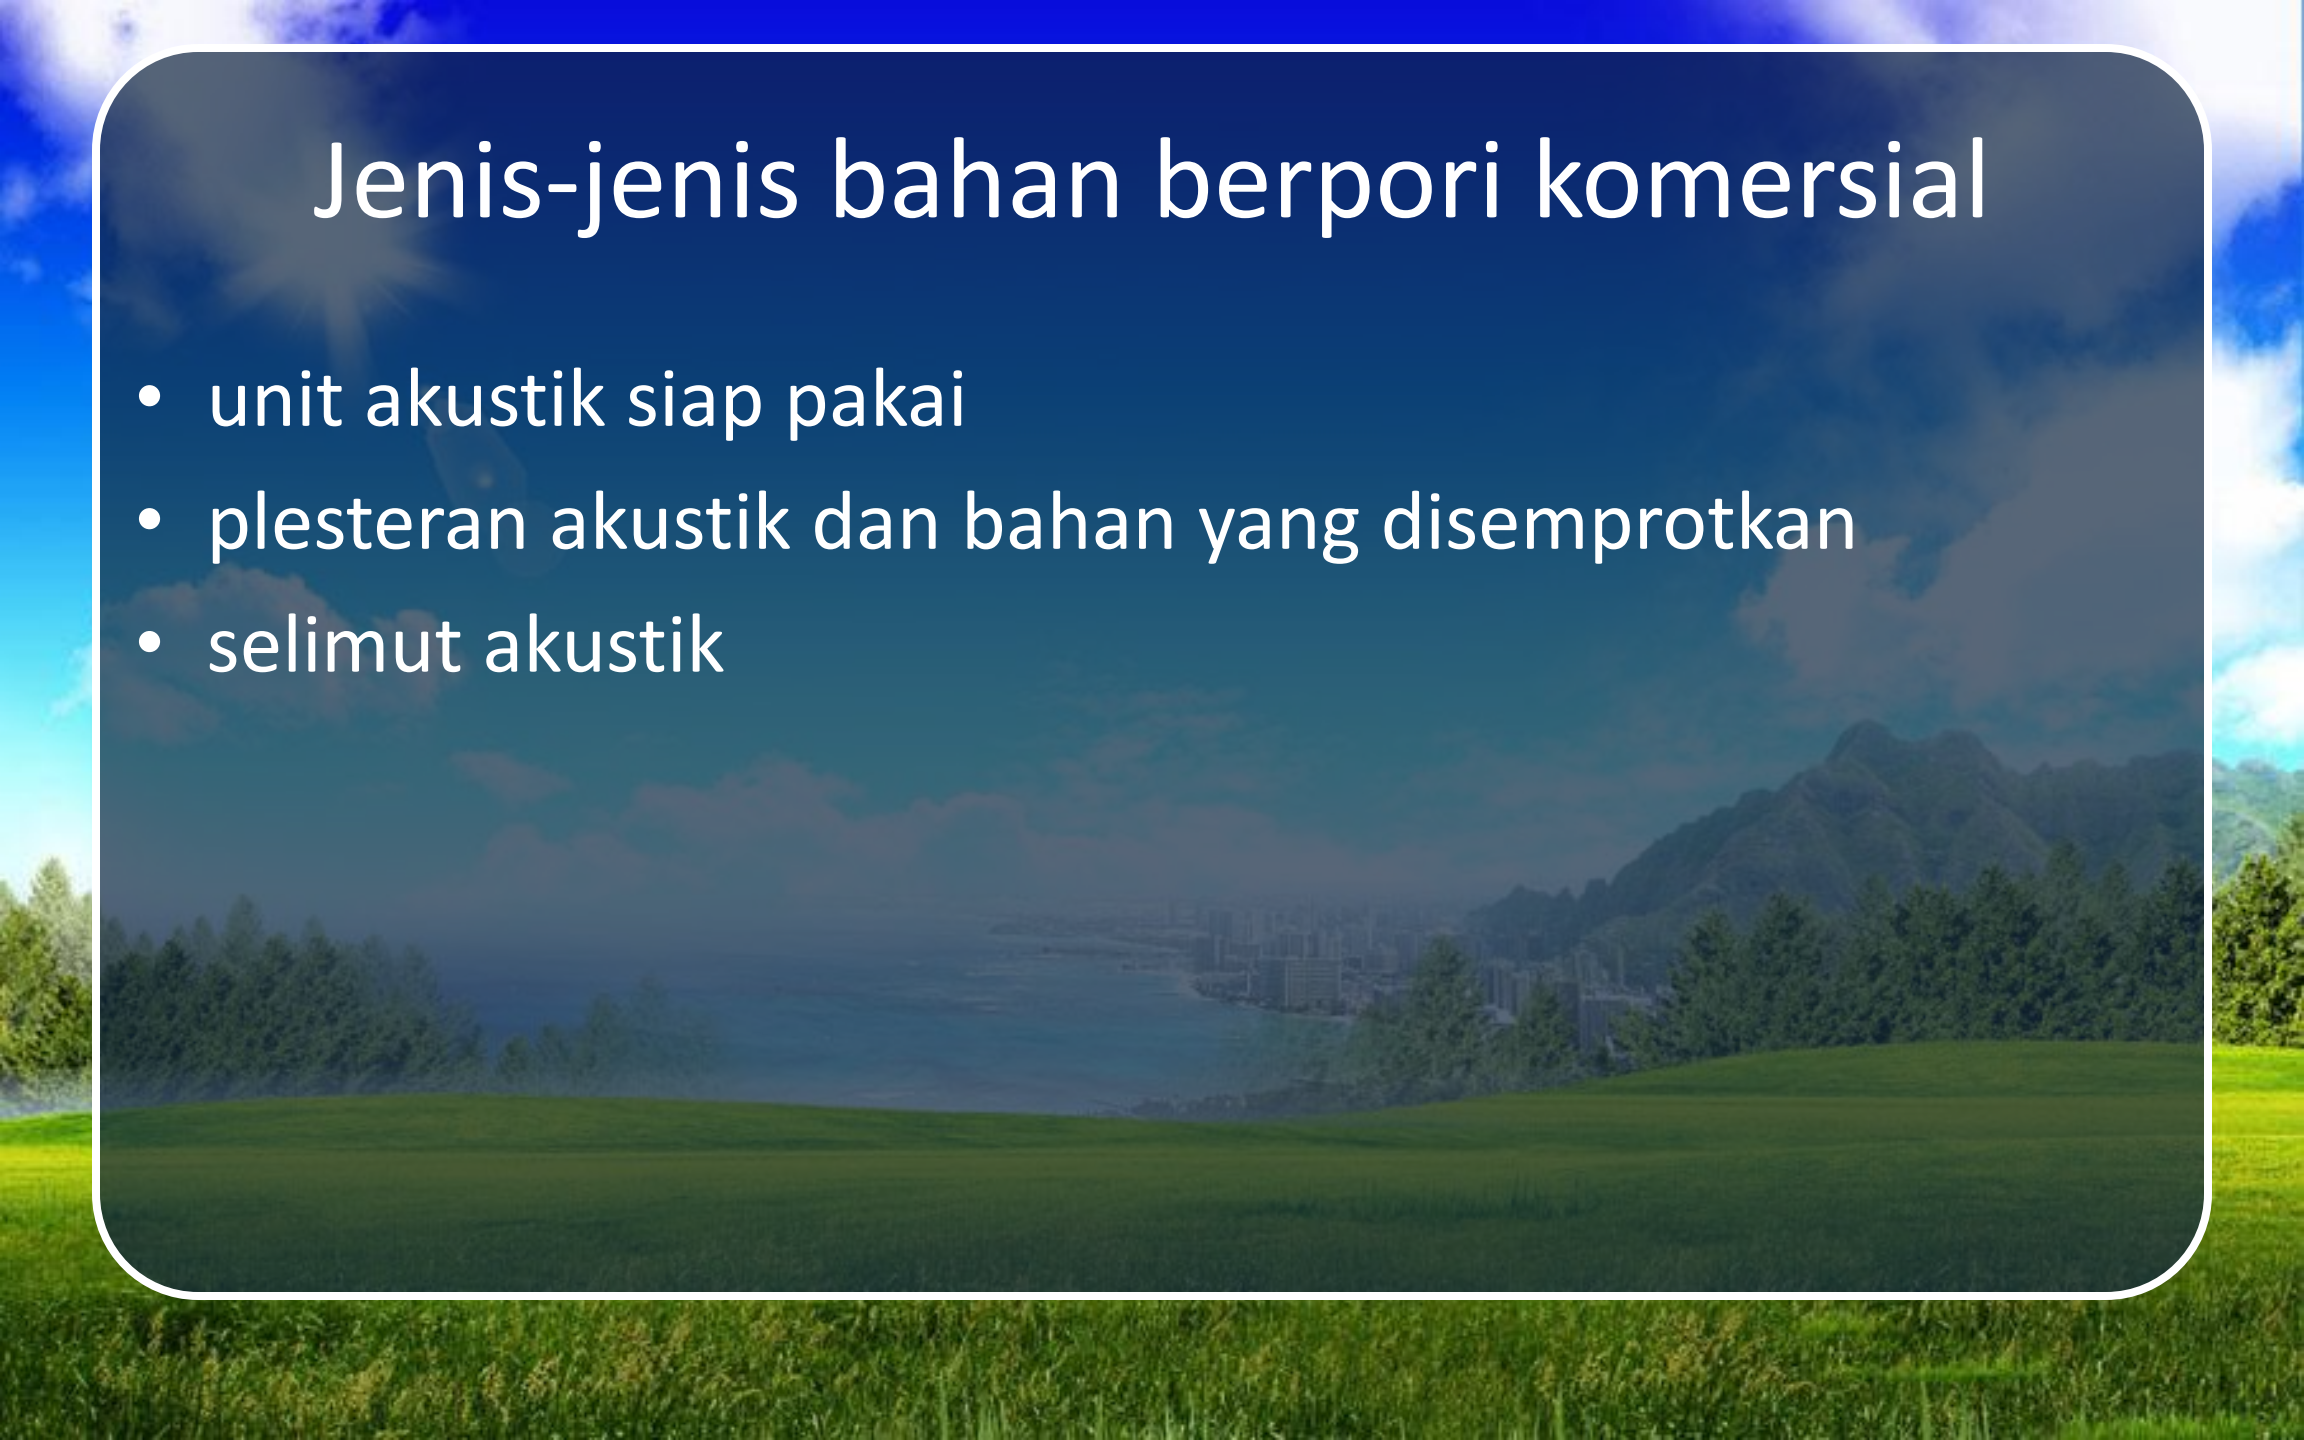 Jenis-jenis bahan berpori komersial
• unit akustik siap pakai
• plesteran akustik dan bahan yang disemprotkan
• selimut akustik